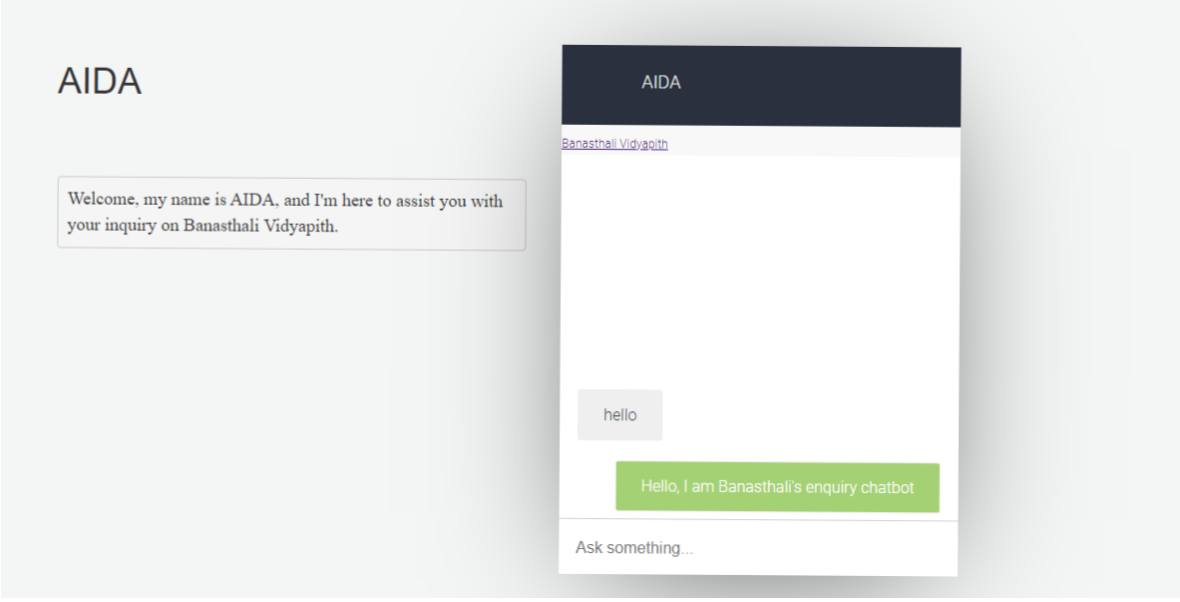 AIDA
Welcome, my name is AIDA, and I'm here to assist you with
your inquiry on Banasthali Vidyapith.
AIDA
Banasthali Vidyapith
hello
Hello, I am Banasthali's enquiry chatbot
Ask something...